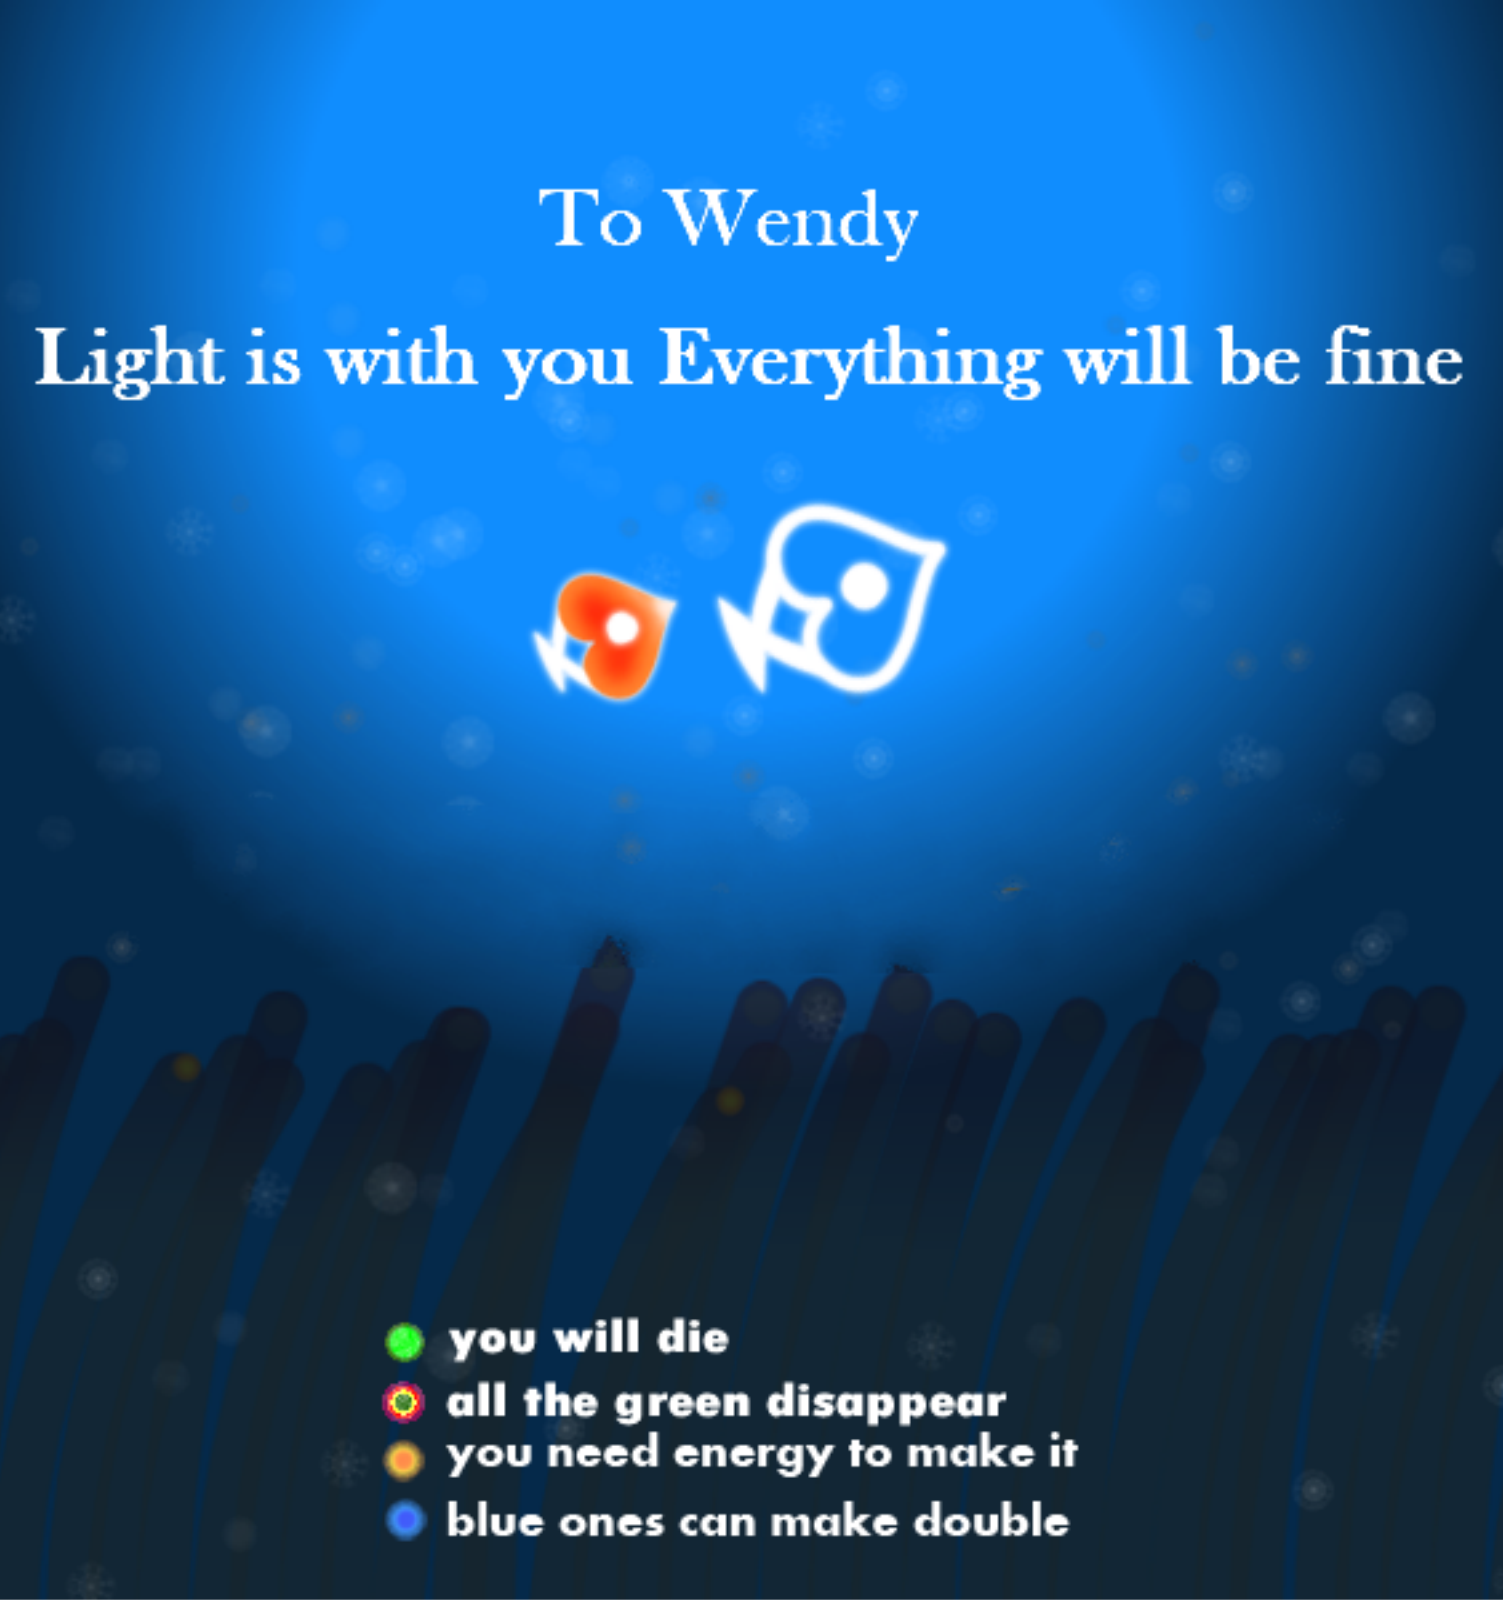 To Wendy
Light is with you Everything will be fine
you will die
all the green disappear
you need energy to make it
blue ones can make double